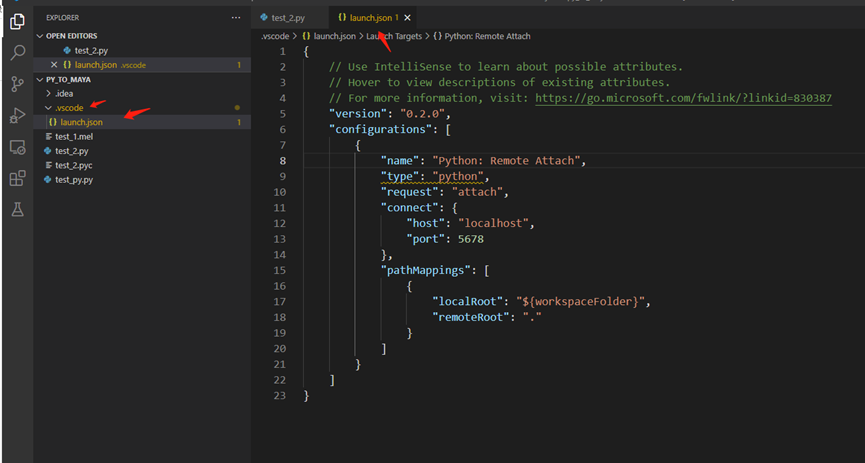 EXPLORER
···
OPEN EDITORS
test_2.py
launch.json .vscode 1
PY_TO_MAYA
.idea
.vscode
launch.json 1
test_1.mel
test_2.py
test_2.pyc
test_py.py
test_2.py
launch.json 1
.vscode > launch.json > Launch Targets > Python: Remote Attach
1 {
2 // Use IntelliSense to learn about possible attributes.
3 // Hover to view descriptions of existing attributes.
4 // For more information, visit: https://go.microsoft.com/fwlink/?linkid=830387
5 "version": "0.2.0",
6 "configurations": [
7 {
8 "name": "Python: Remote Attach",
9 "type": "python",
10 "request": "attach",
11 "connect": {
12 "host": "localhost",
13 "port": 5678
14 },
15 "pathMappings": [
16 {
17 "localRoot": "${workspaceFolder}",
18 "remoteRoot": "."
19 }
20 ]
21 }
22 ]
23 }